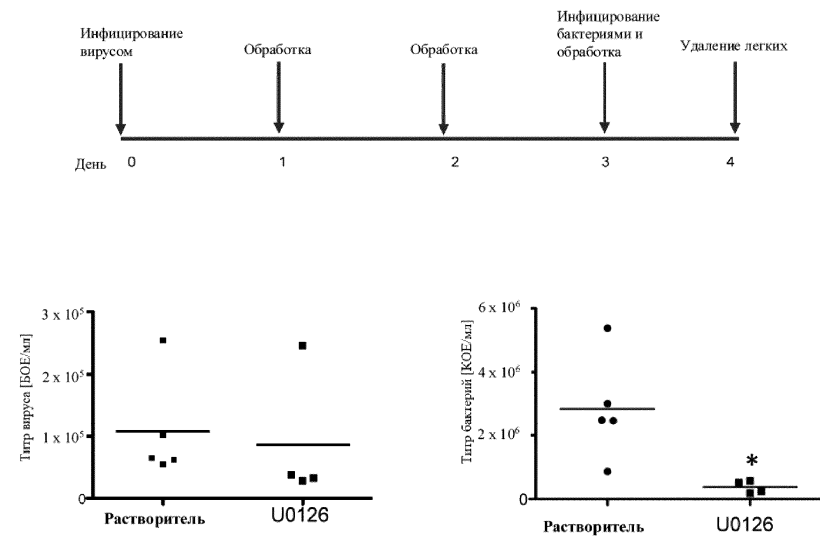 Инфицирование
вирусом
Обработка
Обработка
Инфицирование
бактериями и
обработка
Удаление легких
День 0 1 2 3 4
Титр вируса [БОЕ/мл]
3 x 10⁵
2 x 10⁵
1 x 10⁵
0
Растворитель U0126
Титр бактерий [КОЕ/мл]
6 x 10⁶
4 x 10⁶
2 x 10⁶
0
*
Растворитель U0126